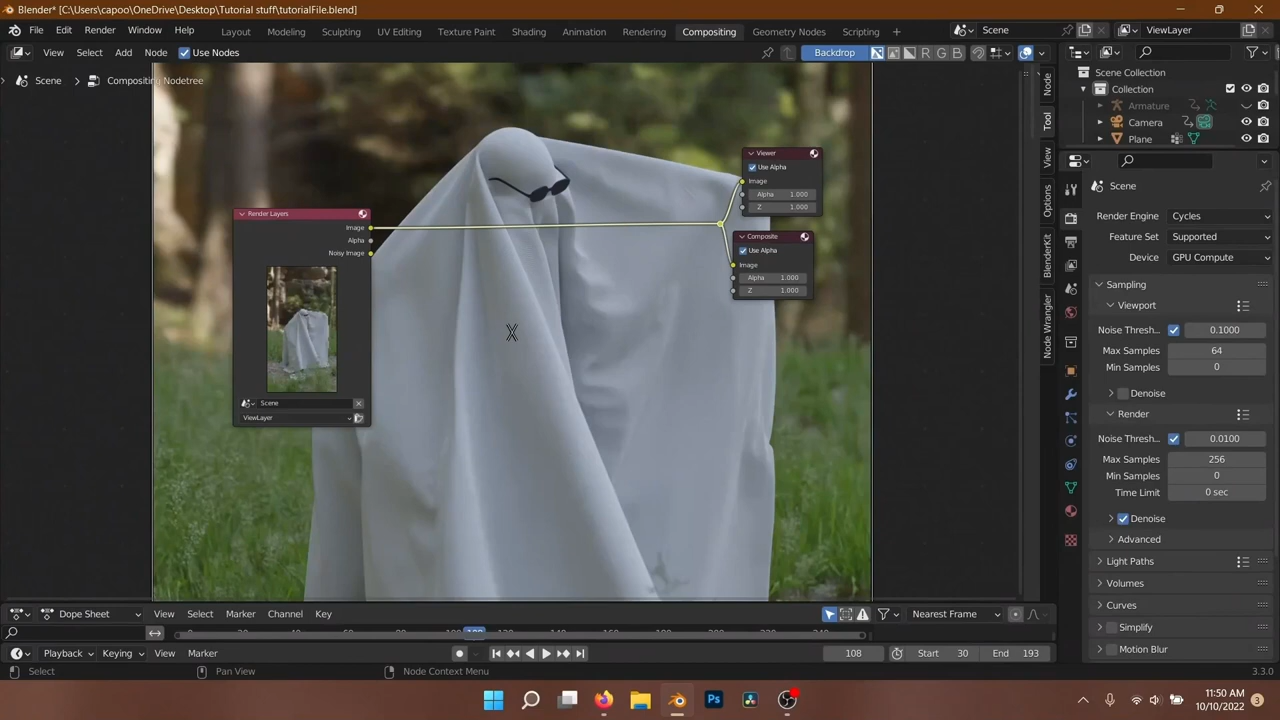 Blender* [C:\Users\capoo\OneDrive\Desktop\Tutorial stuff\tutorialFile.blend]
File Edit Render Window Help Layout Modeling Sculpting UV Editing Texture Paint Shading Animation Rendering Compositing Geometry Nodes Scripting Scene ViewLayer
View Select Add Node Use Nodes Backdrop R G B
Scene > Compositing Nodetree
Scene Collection
Collection
Armature
Camera
Plane
Node
Tool
View
Options
BlenderKit
Node Wrangler
Render Layers
Image
Alpha
Noisy Image
Scene
ViewLayer
Viewer
Use Alpha
Image
Alpha 1.000
Z 1.000
Composite
Use Alpha
Image
Alpha 1.000
Z 1.000
Scene
Render Engine Cycles
Feature Set Supported
Device GPU Compute
Sampling
Viewport
Noise Thresh... 0.1000
Max Samples 64
Min Samples 0
Denoise
Render
Noise Thresh... 0.0100
Max Samples 256
Min Samples 0
Time Limit 0 sec
Denoise
Advanced
Light Paths
Volumes
Curves
Simplify
Motion Blur
Dope Sheet View Select Marker Channel Key Nearest Frame
Playback Keying View Marker 108 Start 30 End 193
Select Pan View Node Context Menu 3.3.0
Ps
11:50 AM
10/10/2022
3